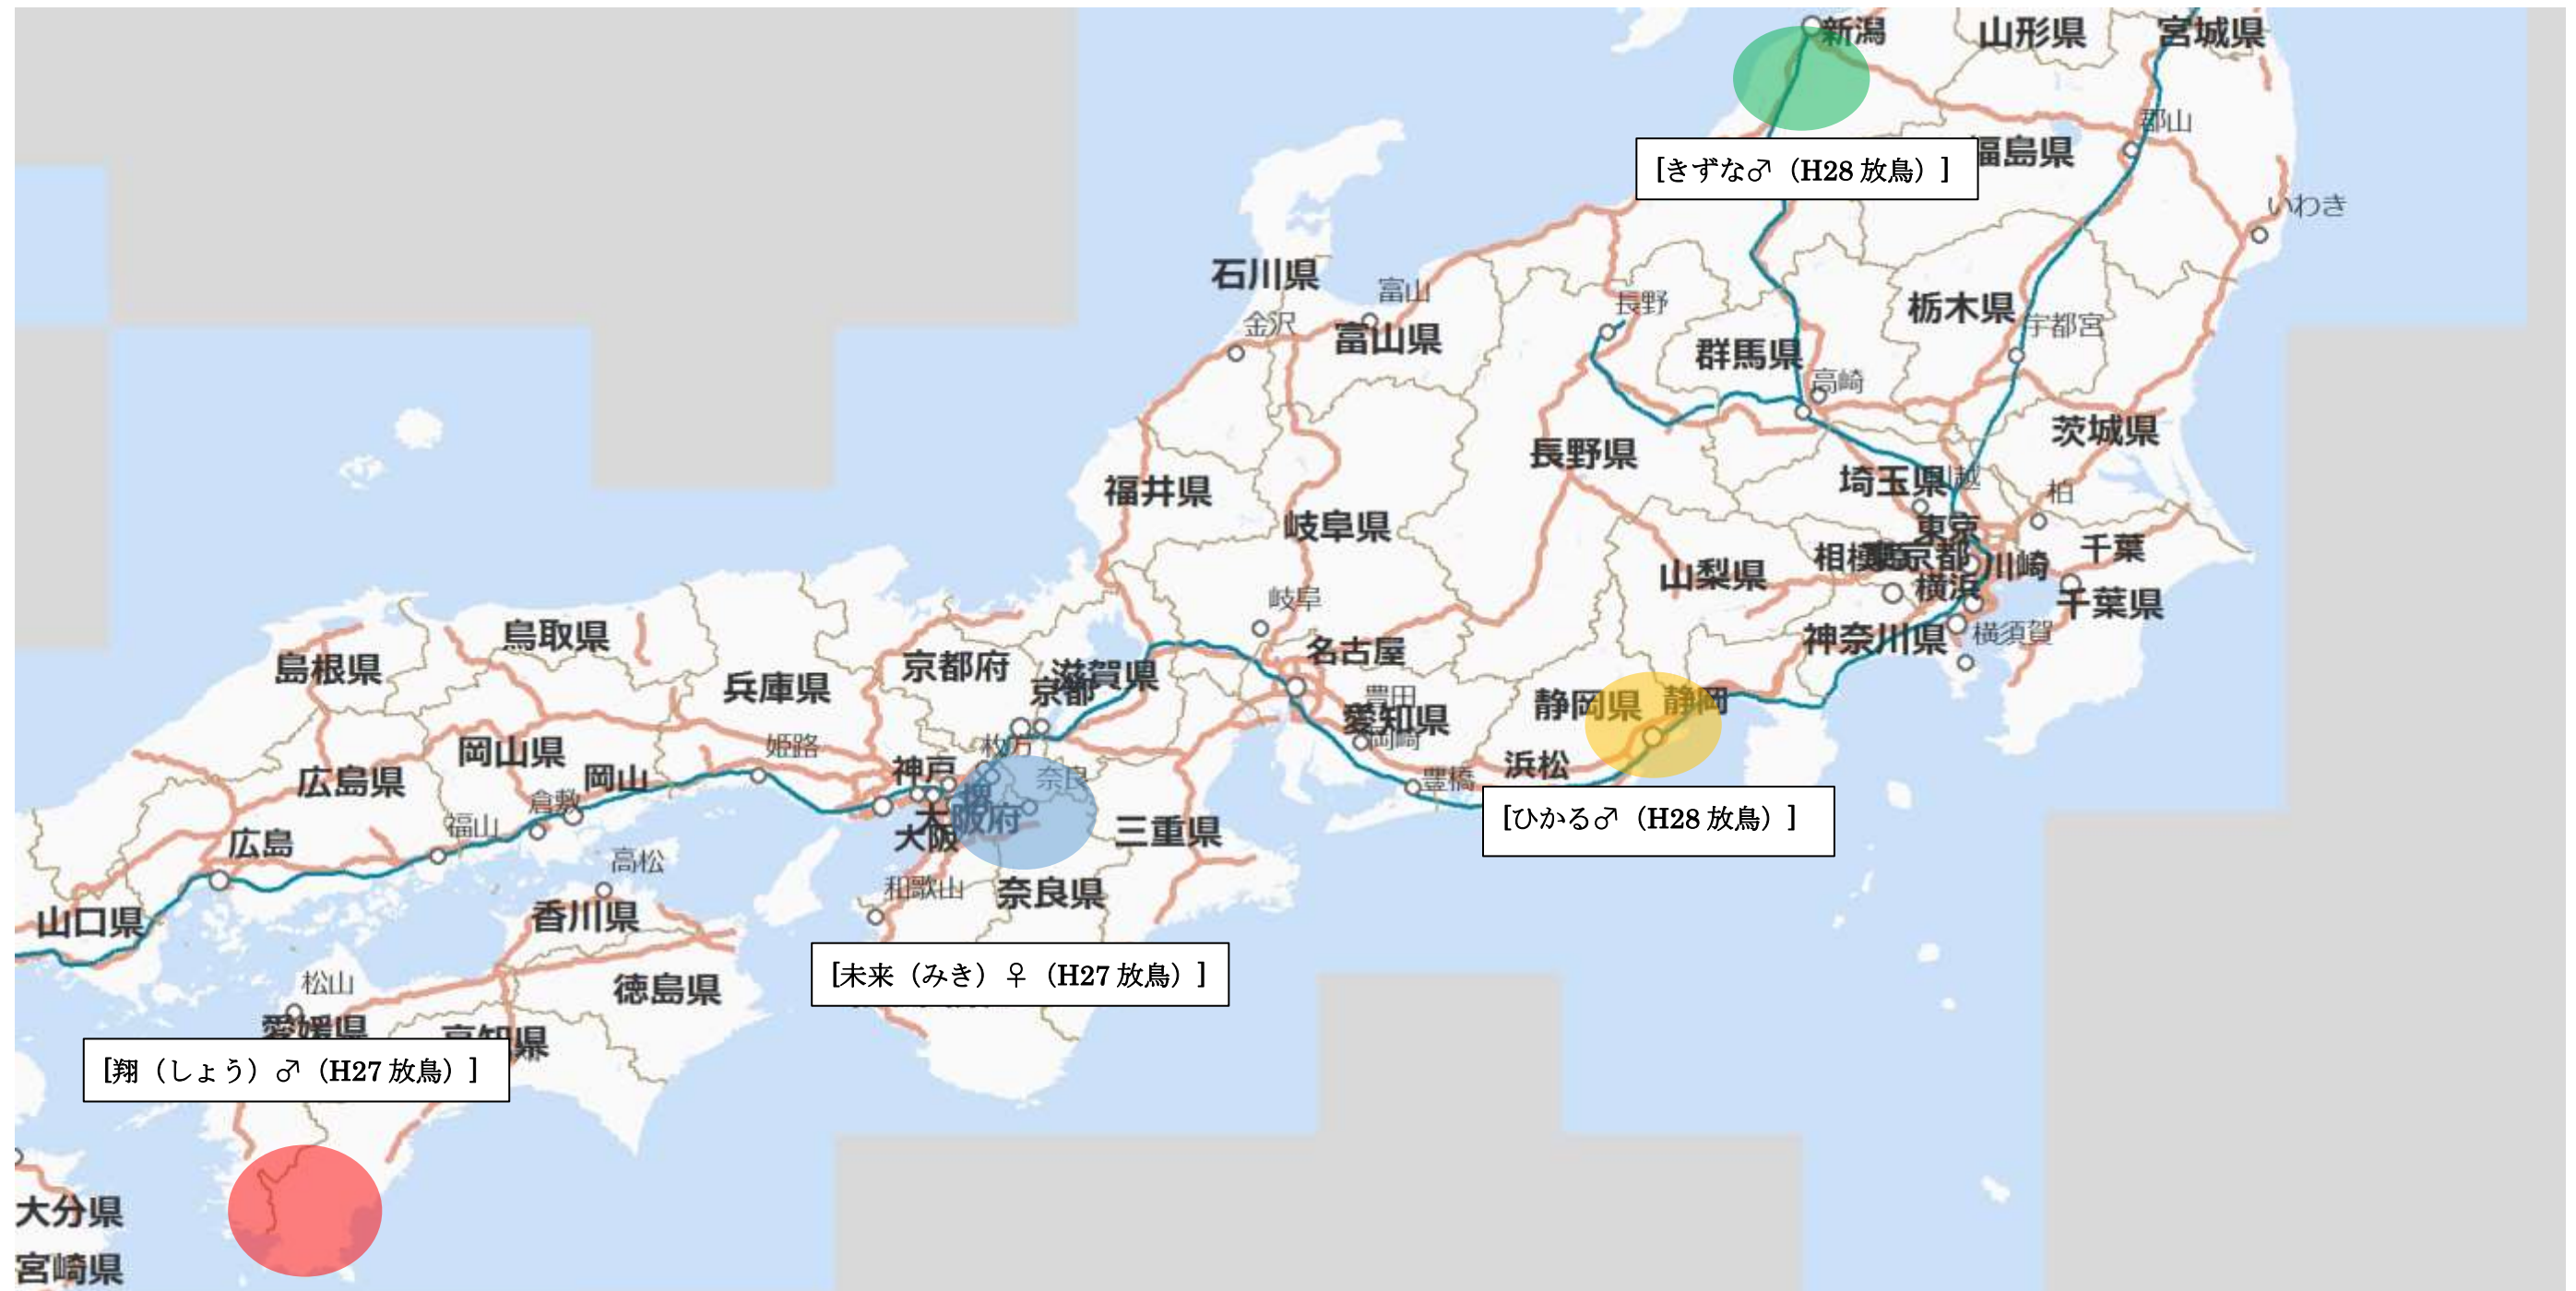 新潟
山形県
宮城県
郡山
[きずな♂（H28 放鳥）]
福島県
いわき
石川県
富山
長野
栃木県
金沢
富山県
群馬県
宇都宮
高崎
茨城県
長野県
福井県
埼玉県
川越
柏
岐阜県
東京
千葉
山梨県
東京都
川崎
横浜
岐阜
千葉県
鳥取県
神奈川県
横須賀
島根県
京都府
滋賀県
名古屋
兵庫県
京都
豊田
静岡県
静岡
愛知県
岡崎
岡山県
姫路
枚方
広島県
岡山
神戸
奈良
浜松
豊橋
倉敷
堺
[ひかる♂（H28 放鳥）]
福山
大阪府
三重県
広島
大阪
高松
和歌山
奈良県
山口県
香川県
[未来（みき）♀（H27 放鳥）]
松山
徳島県
愛媛県
高知県
[翔（しょう）♂（H27 放鳥）]
大分県
宮崎県